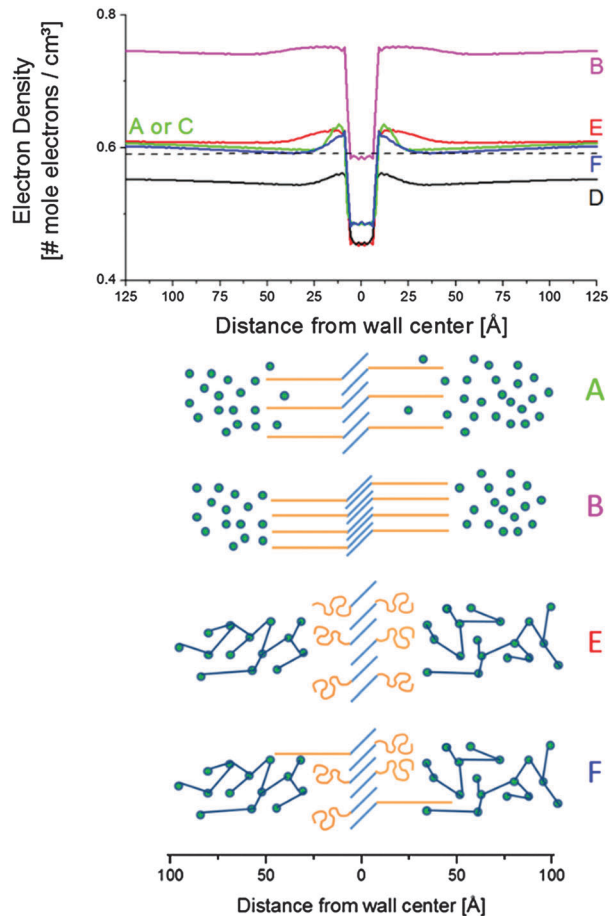 Electron Density
[# mole electrons / cm³]
0.8
0.6
0.4
B
A or C
E
F
D
125 100 75 50 25 0 25 50 75 100 125
Distance from wall center [Å]
A
B
E
F
100 50 0 50 100
Distance from wall center [Å]